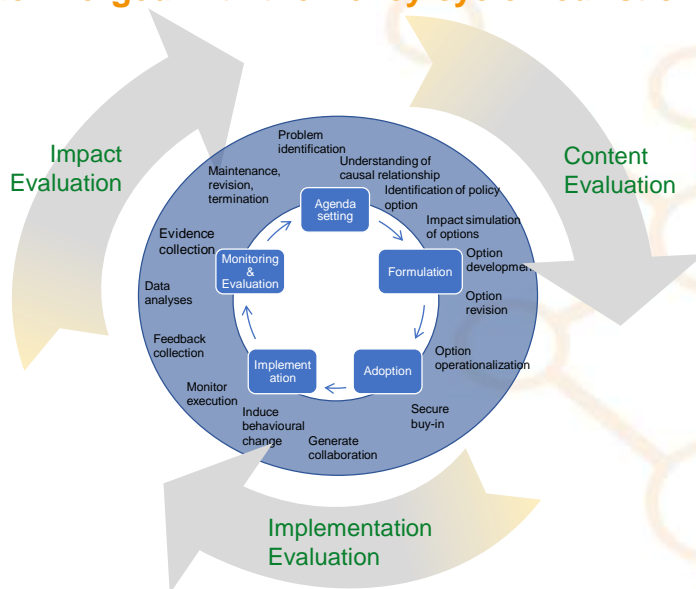 Problem
identification
Understanding of
causal relationship
Identification of policy
option
Impact simulation
of options
Option
developmen
Option
revision
Option
operationalization
Secure
buy-in
Generate
collaboration
Induce
behavioural
change
Monitor
execution
Feedback
collection
Data
analyses
Evidence
collection
Maintenance,
revision,
termination
Agenda
setting
Formulation
Adoption
Implement
ation
Monitoring
&
Evaluation
Content
Evaluation
Implementation
Evaluation
Impact
Evaluation